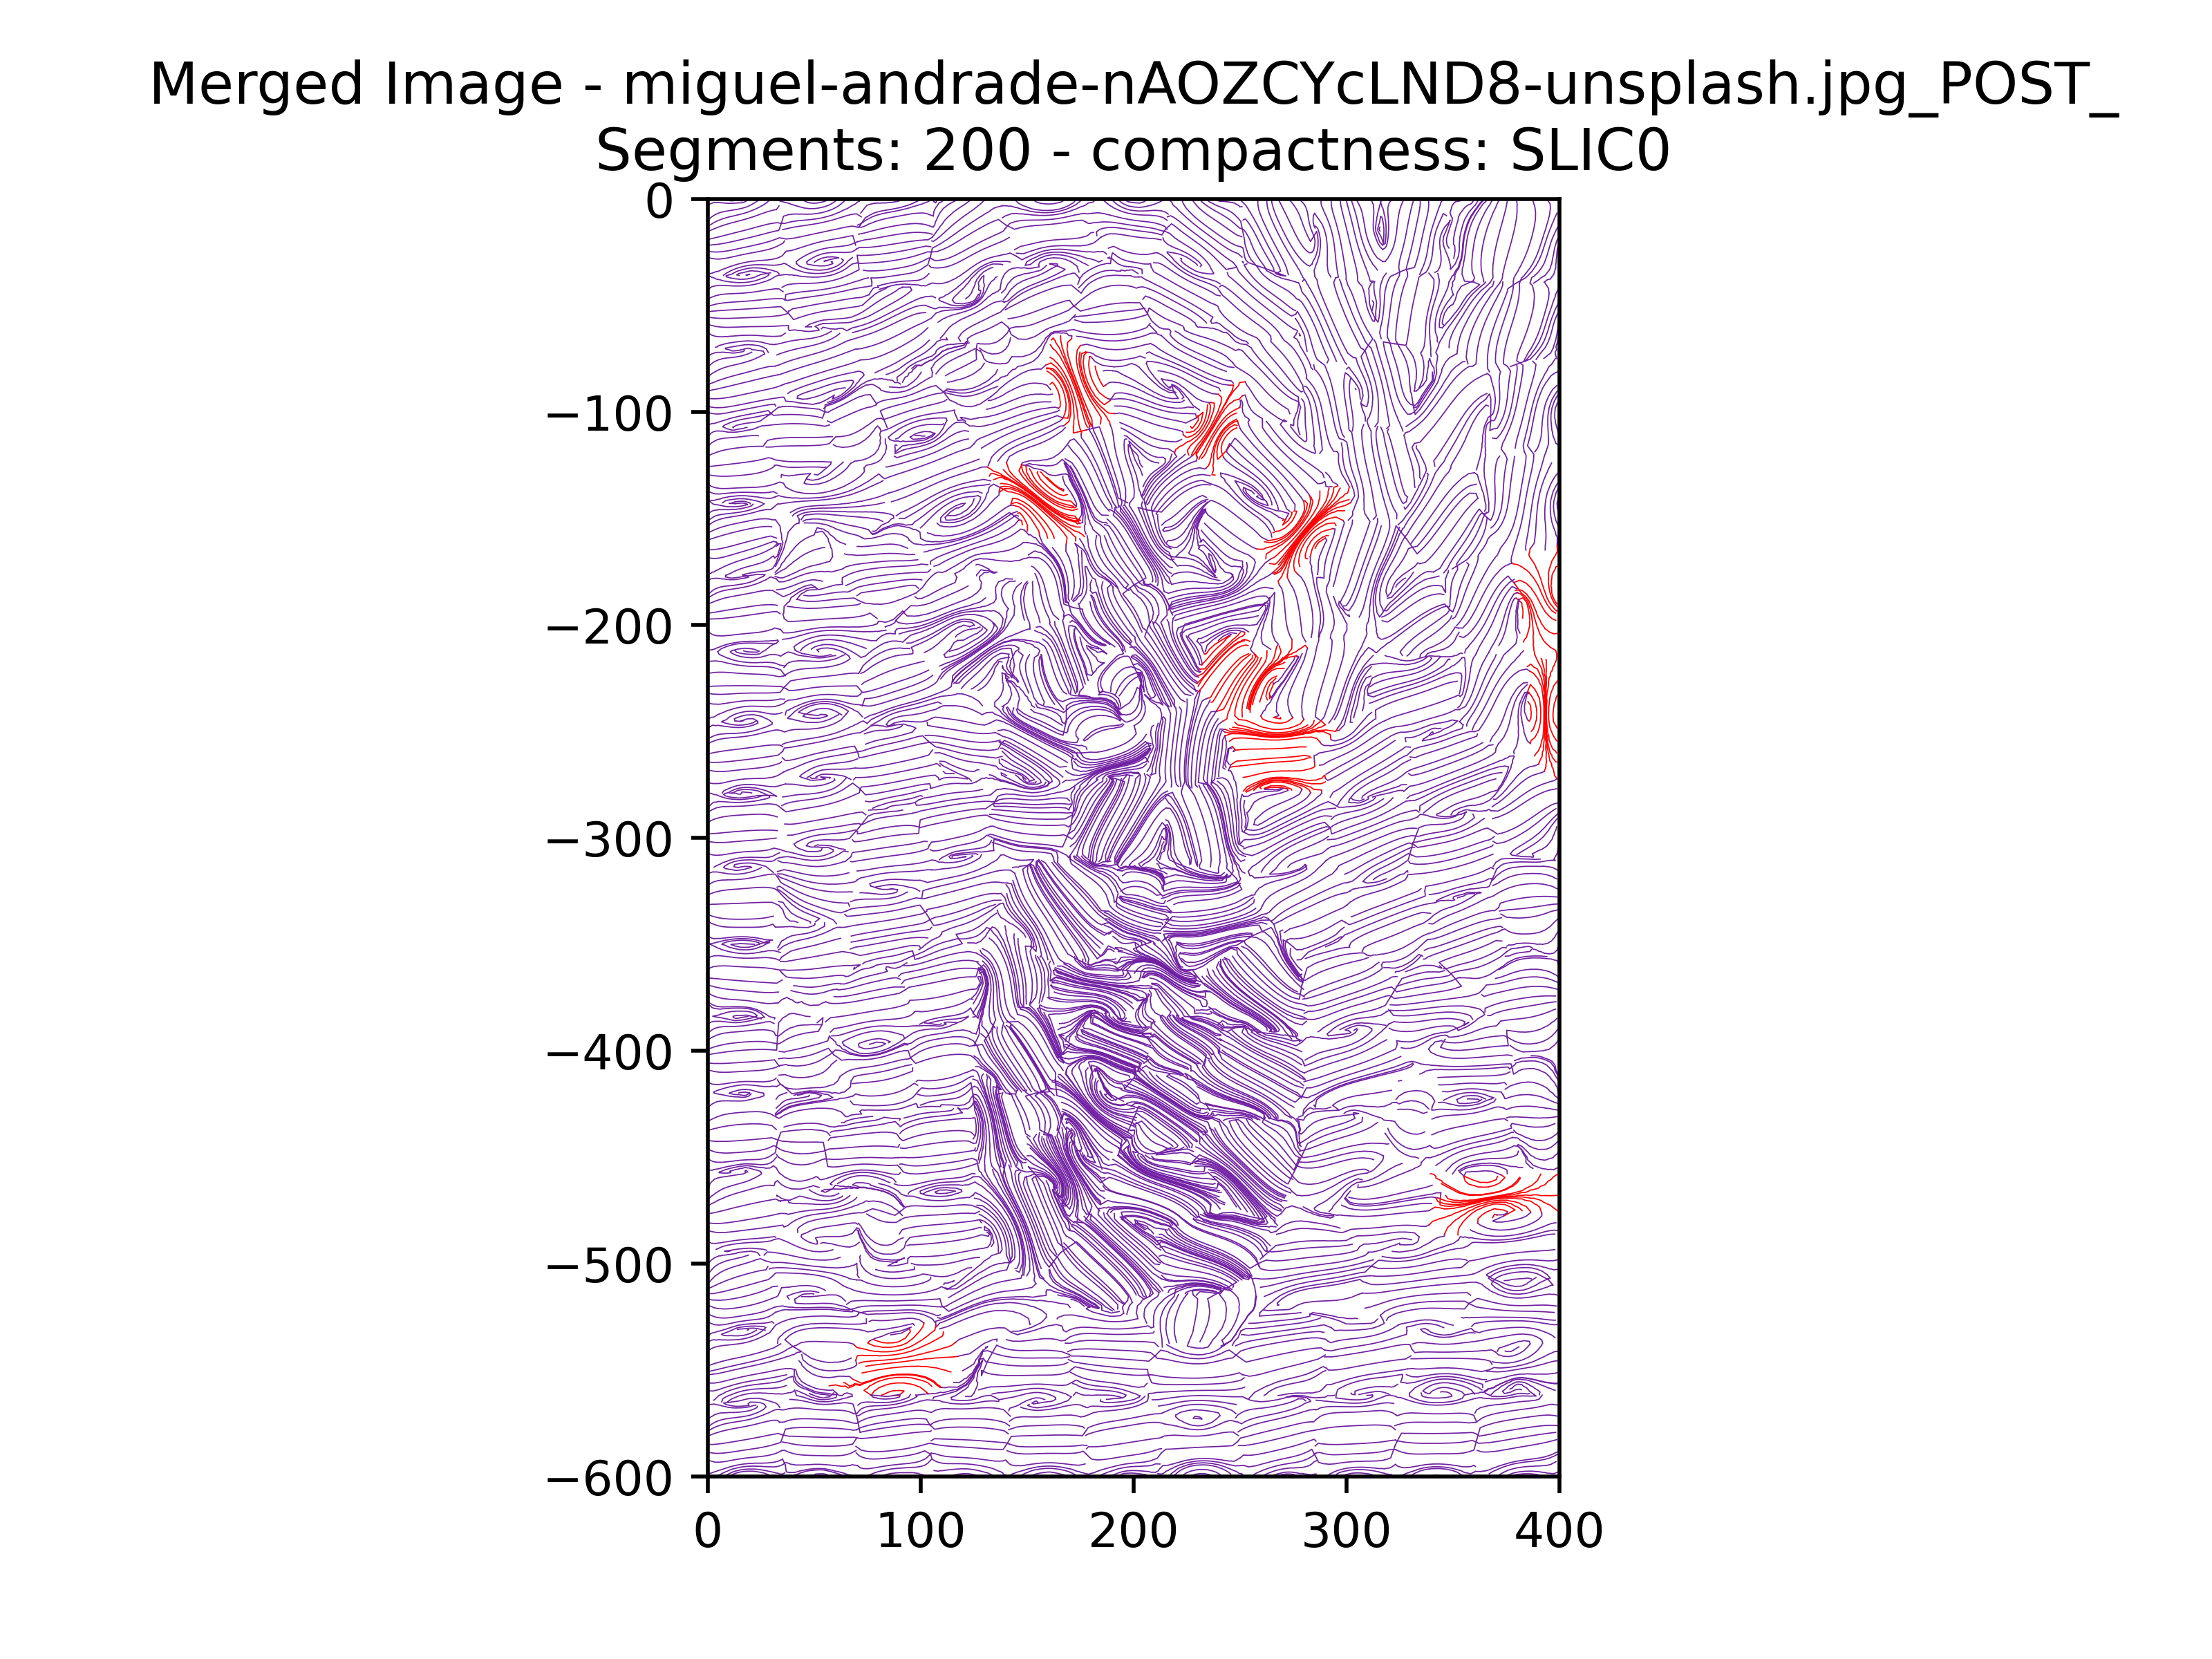 Merged Image - miguel-andrade-nAOZCYcLND8-unsplash.jpg_POST_
Segments: 200 - compactness: SLIC0
0
−100
−200
−300
−400
−500
−600
0 100 200 300 400